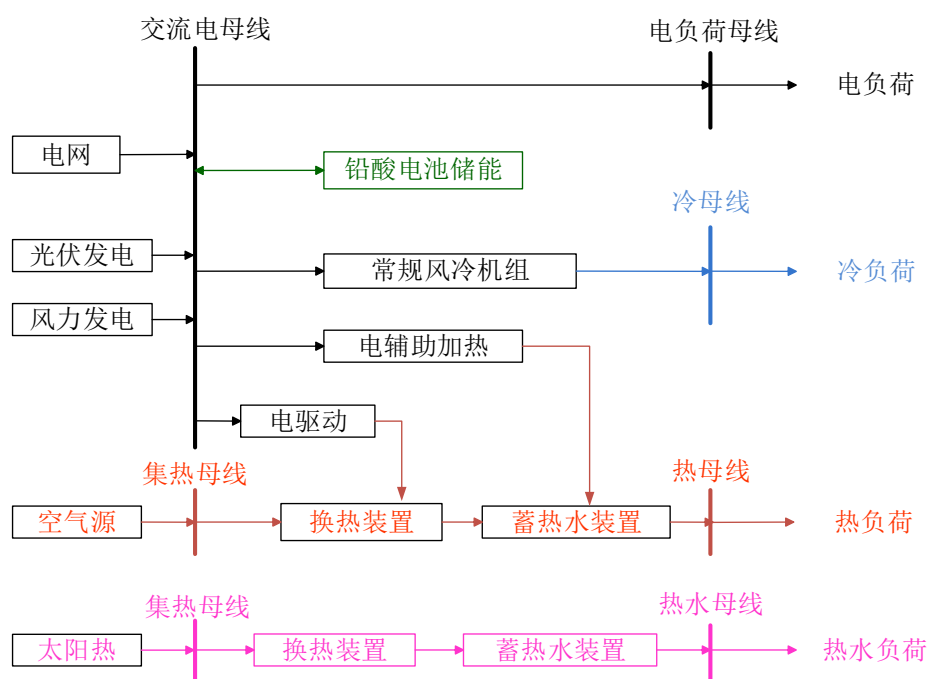 交流电母线
电负荷母线
电负荷
电网
铅酸电池储能
冷母线
光伏发电
常规风冷机组
冷负荷
风力发电
电辅助加热
电驱动
集热母线
热母线
空气源
换热装置
蓄热水装置
热负荷
集热母线
热水母线
太阳热
换热装置
蓄热水装置
热水负荷